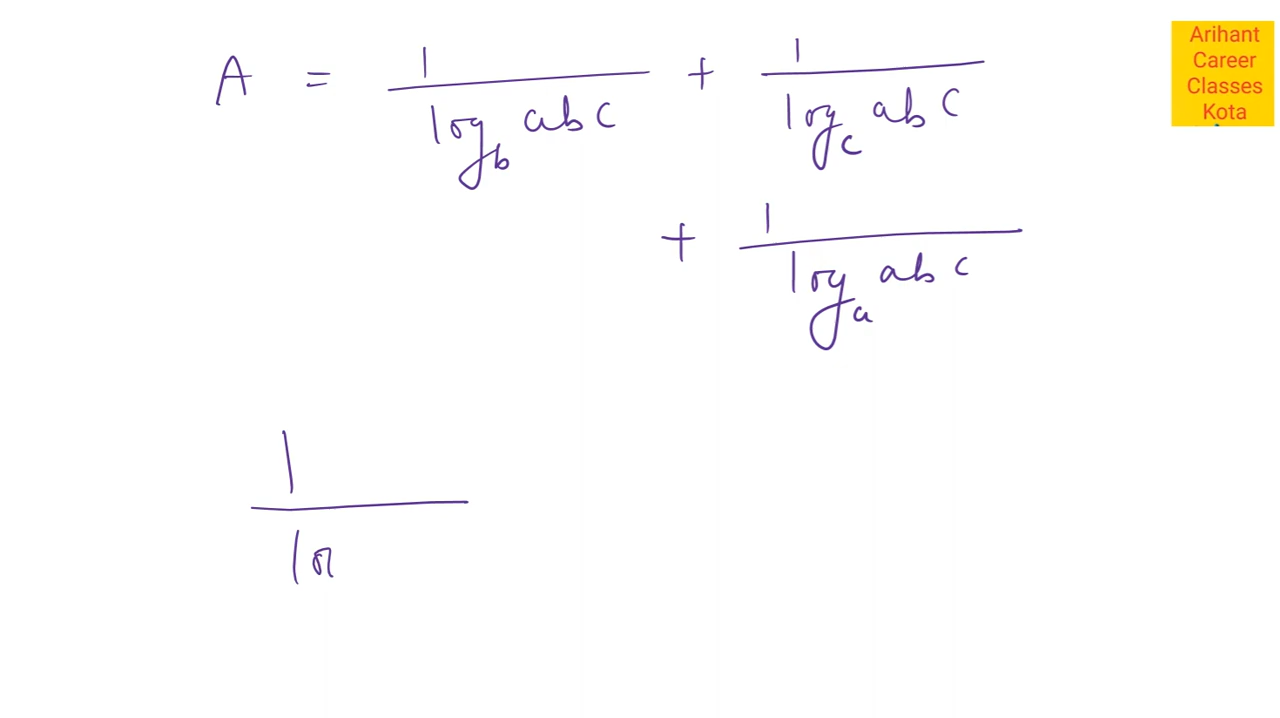 A = 1 / log_b abc + 1 / log_c abc
+ 1 / log_a abc
1 / lo
Arihant
Career
Classes
Kota